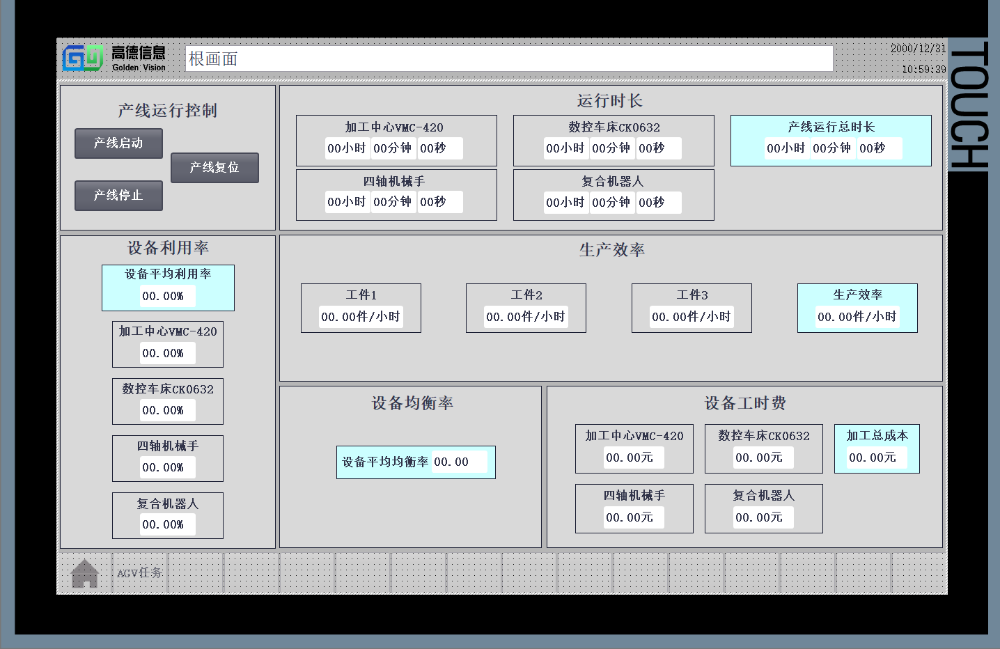 高德信息
Golden Vision
根画面
2000/12/31
10:59:39
TOUCH
产线运行控制
产线启动
产线复位
产线停止
运行时长
加工中心VMC-420
00小时 00分钟 00秒
数控车床CK0632
00小时 00分钟 00秒
产线运行总时长
00小时 00分钟 00秒
四轴机械手
00小时 00分钟 00秒
复合机器人
00小时 00分钟 00秒
设备利用率
设备平均利用率
00.00%
加工中心VMC-420
00.00%
数控车床CK0632
00.00%
四轴机械手
00.00%
复合机器人
00.00%
生产效率
工件1
00.00件/小时
工件2
00.00件/小时
工件3
00.00件/小时
生产效率
00.00件/小时
设备均衡率
设备平均均衡率 00.00
设备工时费
加工中心VMC-420
00.00元
数控车床CK0632
00.00元
加工总成本
00.00元
四轴机械手
00.00元
复合机器人
00.00元
AGV任务